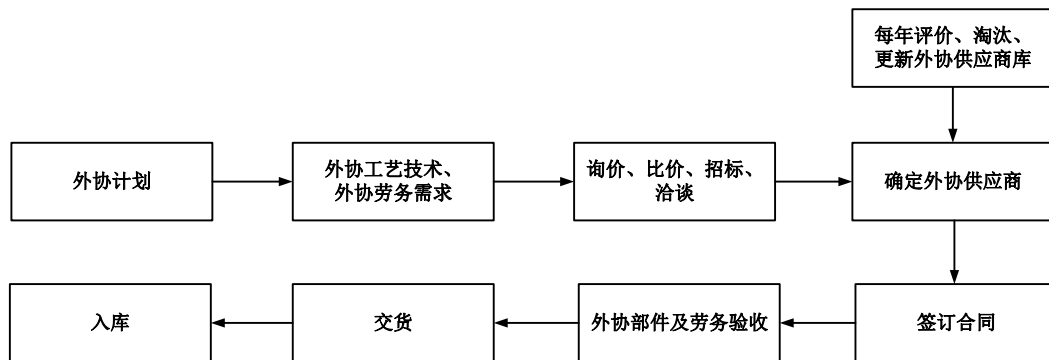 每年评价、淘汰、
更新外协供应商库
外协计划
外协工艺技术、
外协劳务需求
询价、比价、招标、
洽谈
确定外协供应商
入库
交货
外协部件及劳务验收
签订合同